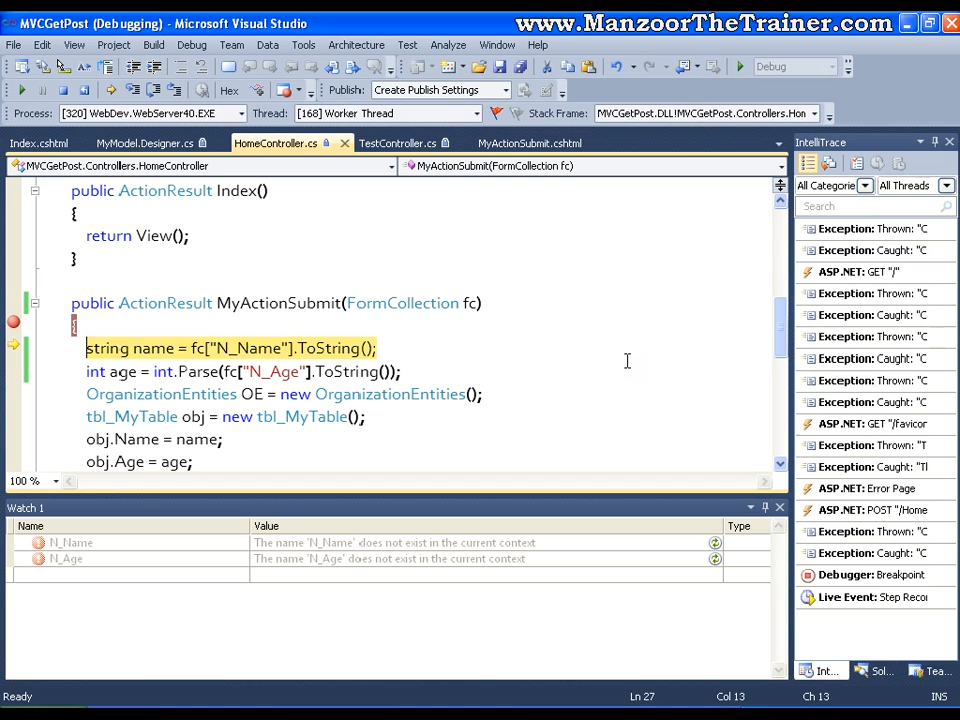 MVCGetPost (Debugging) - Microsoft Visual Studio
www.ManzoorTheTrainer.com
File Edit View Project Build Debug Team Data Tools Architecture Test Analyze Window Help
Debug
Hex Publish: Create Publish Settings
Process: [320] WebDev.WebServer40.EXE Thread: [168] Worker Thread Stack Frame: MVCGetPost.DLL!MVCGetPost.Controllers.Hon
Index.cshtml MyModel.Designer.cs HomeController.cs TestController.cs MyActionSubmit.cshtml
MVCGetPost.Controllers.HomeController MyActionSubmit(FormCollection fc)
public ActionResult Index()
{
return View();
}
public ActionResult MyActionSubmit(FormCollection fc)
{
string name = fc["N_Name"].ToString();
int age = int.Parse(fc["N_Age"].ToString());
OrganizationEntities OE = new OrganizationEntities();
tbl_MyTable obj = new tbl_MyTable();
obj.Name = name;
obj.Age = age;
100 %
Watch 1
Name Value Type
N_Name The name 'N_Name' does not exist in the current context
N_Age The name 'N_Age' does not exist in the current context
IntelliTrace
All Categorie All Threads
Search
Exception: Thrown: "C
Exception: Caught: "C
ASP.NET: GET "/"
Exception: Thrown: "C
Exception: Caught: "C
Exception: Thrown: "C
Exception: Caught: "C
Exception: Thrown: "C
Exception: Caught: "C
ASP.NET: GET "/favicor
Exception: Thrown: "T
Exception: Caught: "Tl
ASP.NET: Error Page
ASP.NET: POST "/Home
Exception: Thrown: "C
Exception: Caught: "C
Debugger: Breakpoint
Live Event: Step Recor
Int... Sol... Tea...
Ready Ln 27 Col 13 Ch 13 INS